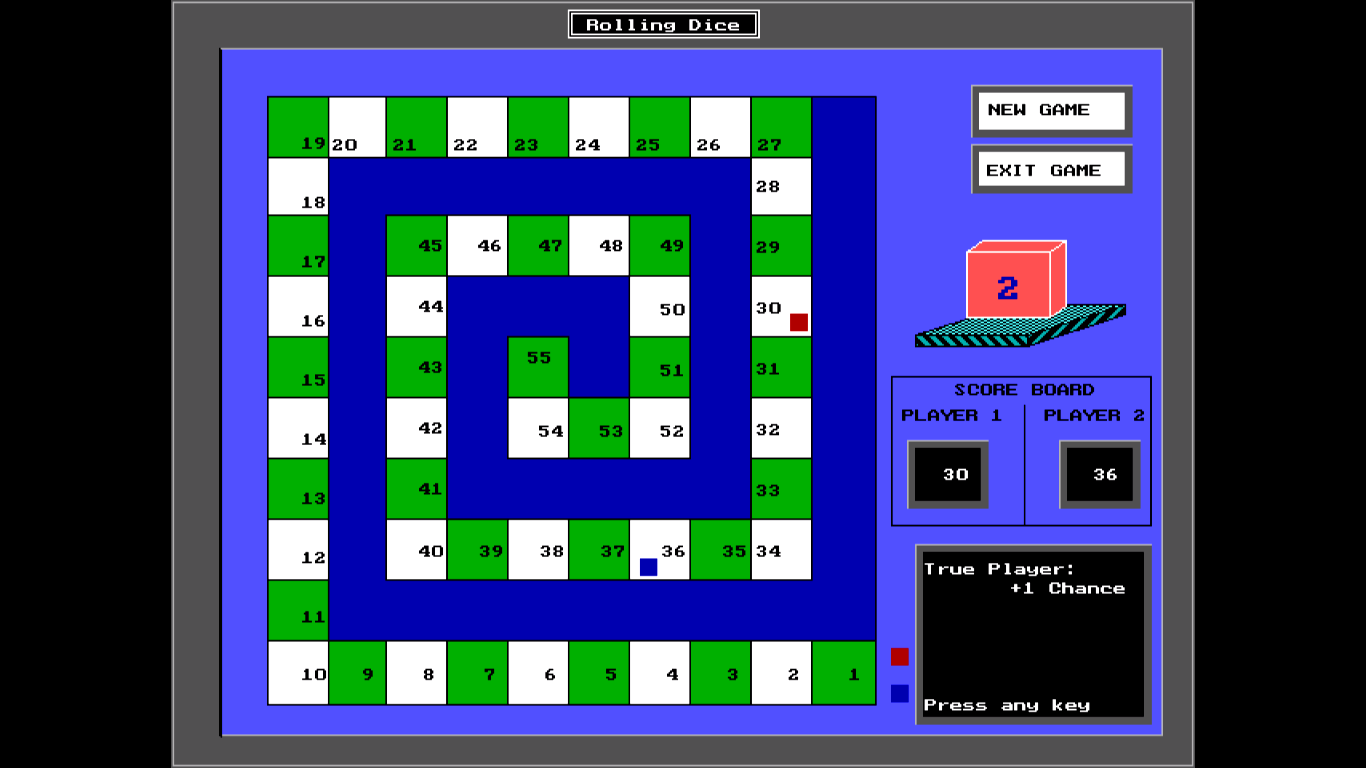 Rolling Dice
NEW GAME
EXIT GAME
19 20 21 22 23 24 25 26 27
18 28
17 45 46 47 48 49 29
16 44 50 30
15 43 55 51 31
14 42 54 53 52 32
13 41 33
12 40 39 38 37 36 35 34
11
10 9 8 7 6 5 4 3 2 1
2
SCORE BOARD
PLAYER 1 PLAYER 2
30 36
True Player:
+1 Chance
Press any key